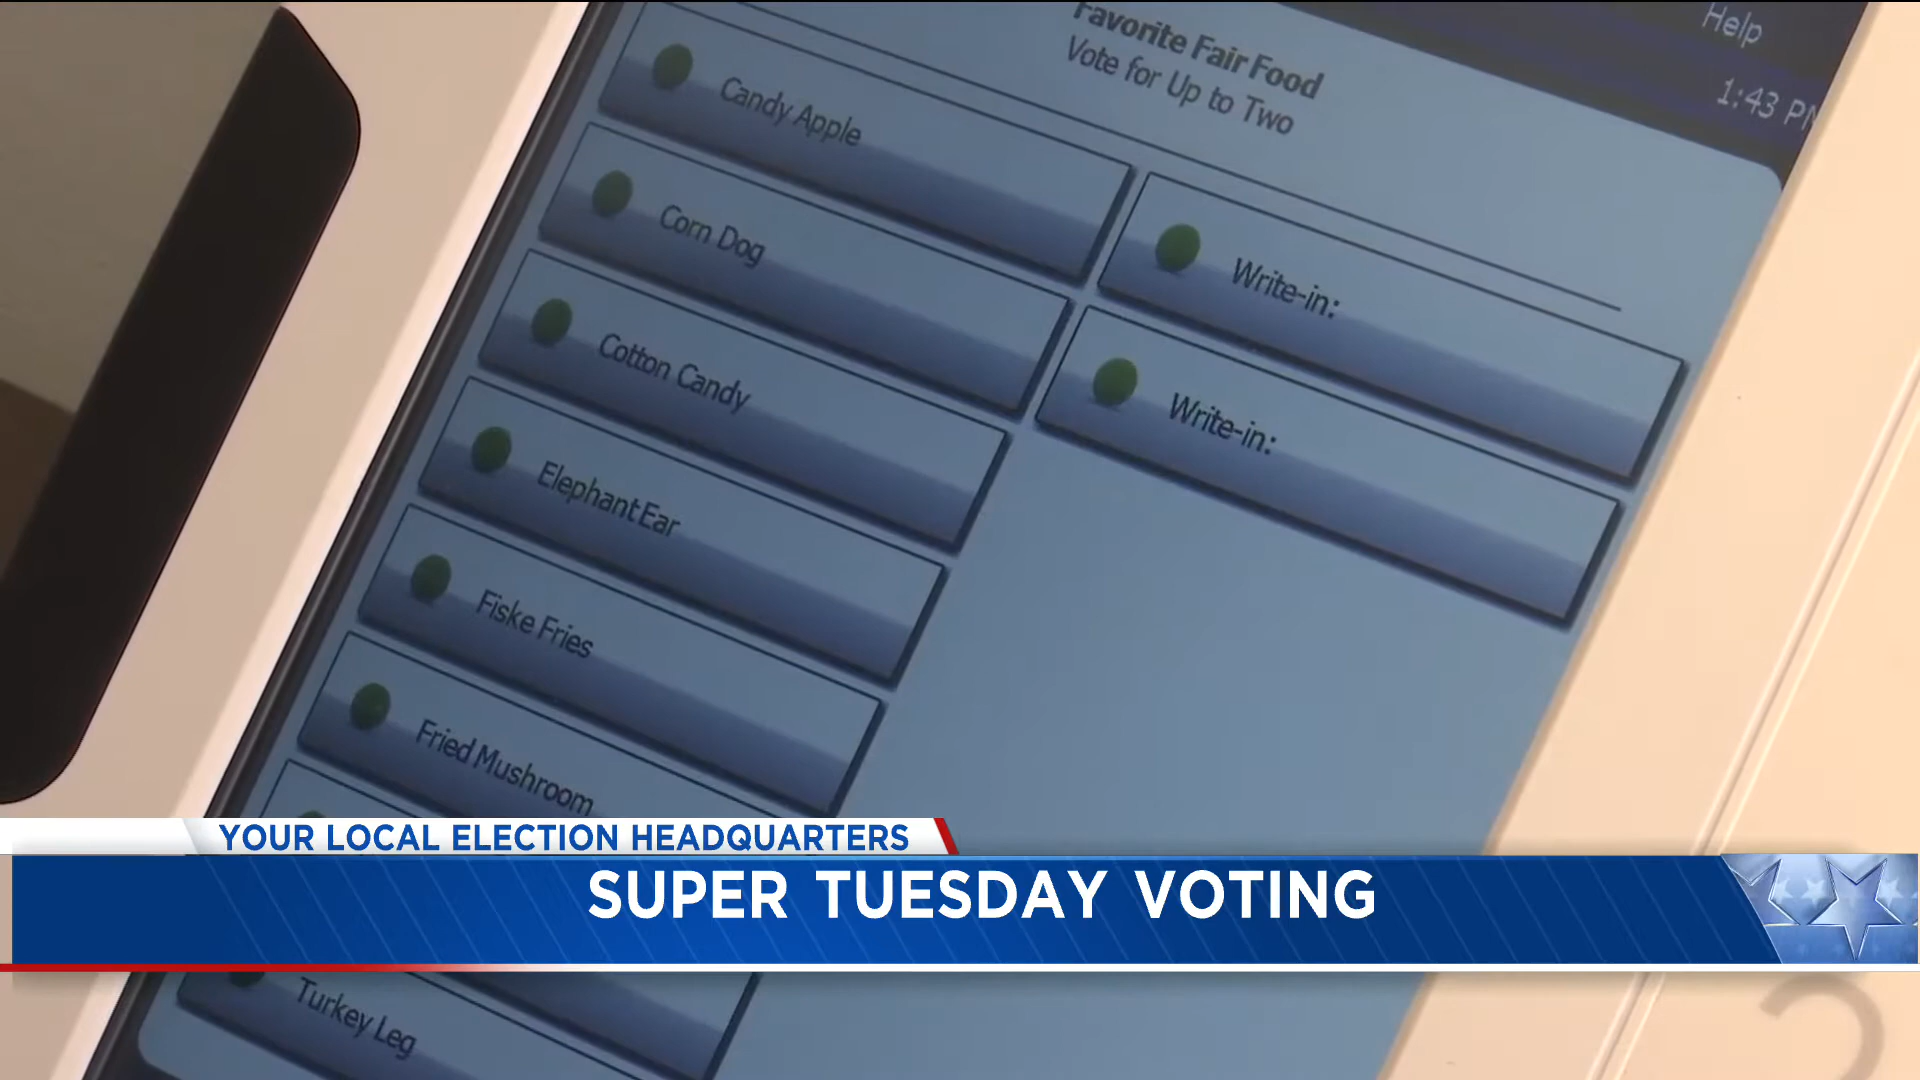 Help
1:43 PM
Favorite Fair Food
Vote for Up to Two
Candy Apple
Corn Dog
Cotton Candy
Elephant Ear
Fiske Fries
Fried Mushroom
Turkey Leg
Write-in:
Write-in:
YOUR LOCAL ELECTION HEADQUARTERS
SUPER TUESDAY VOTING
2